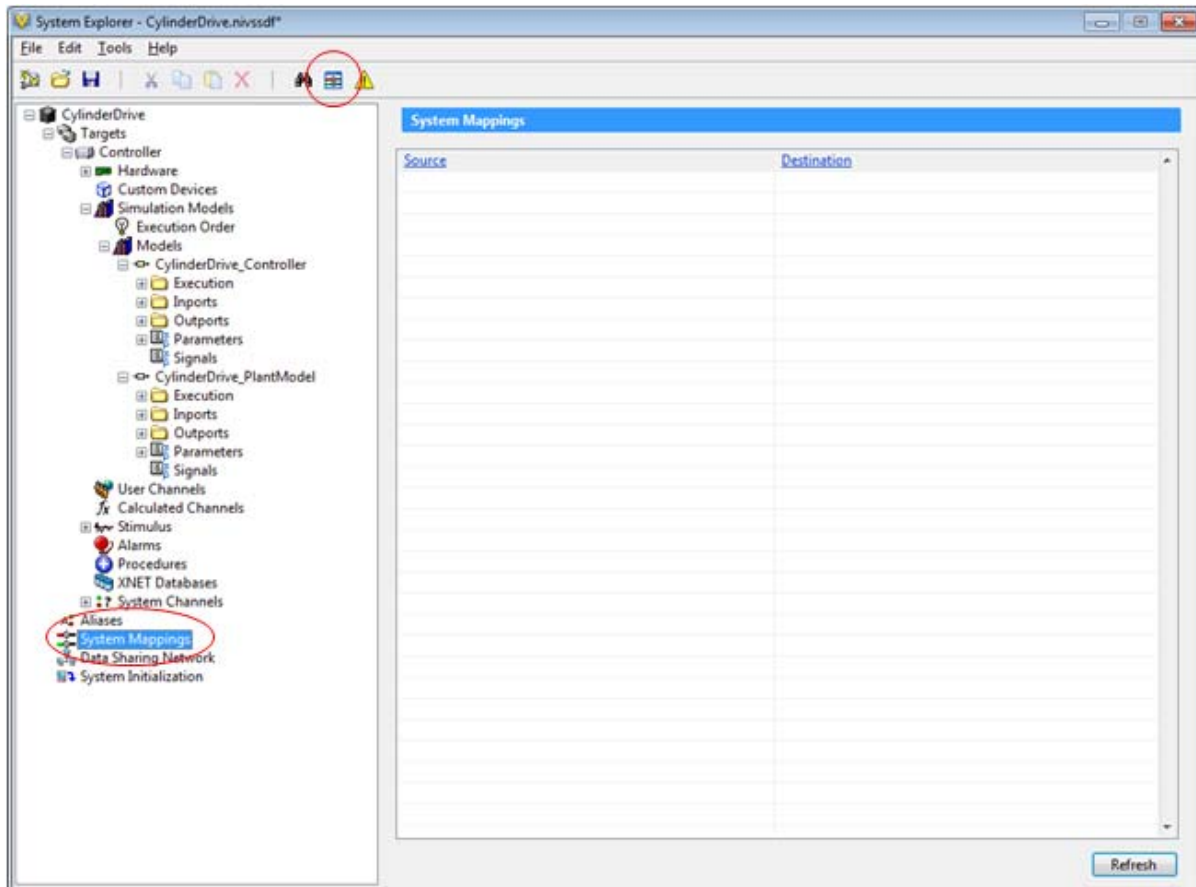 System Explorer - CylinderDrive.nivssdf*
File Edit Tools Help
CylinderDrive
Targets
Controller
Hardware
Custom Devices
Simulation Models
Execution Order
Models
CylinderDrive_Controller
Execution
Inports
Outports
Parameters
Signals
CylinderDrive_PlantModel
Execution
Inports
Outports
Parameters
Signals
User Channels
Calculated Channels
Stimulus
Alarms
Procedures
XNET Databases
System Channels
Aliases
System Mappings
Data Sharing Network
System Initialization
System Mappings
Source Destination
Refresh